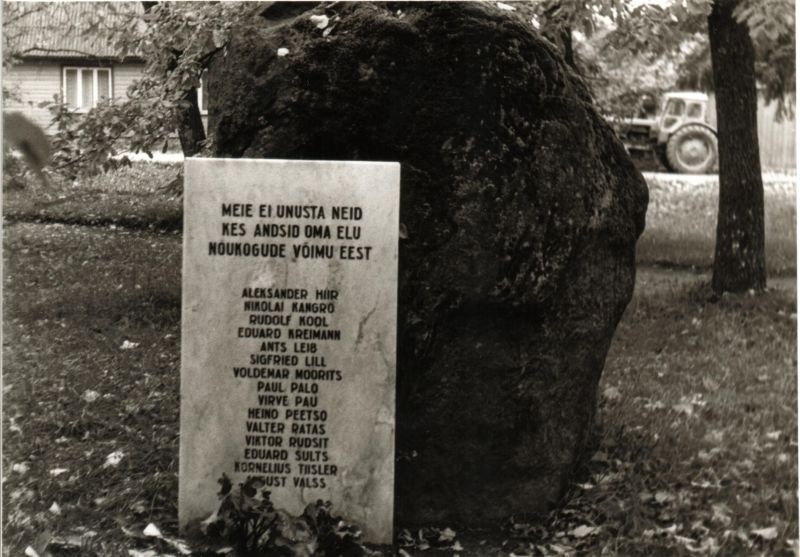 MEIE EI UNUSTA NEID
KES ANDSID OMA ELU
NÕUKOGUDE VÕIMU EEST
ALEKSANDER HIIR
NIKOLAI KANGRO
RUDOLF KOOL
EDUARD KREIMANN
ANTS LEIB
SIGFRIED LILL
VOLDEMAR MOORITS
PAUL PALO
VIRVE PAU
HEINO PEETSO
VALTER RATAS
VIKTOR RUDSIT
EDUARD SULTS
KORNELIUS TIISLER
VALSS